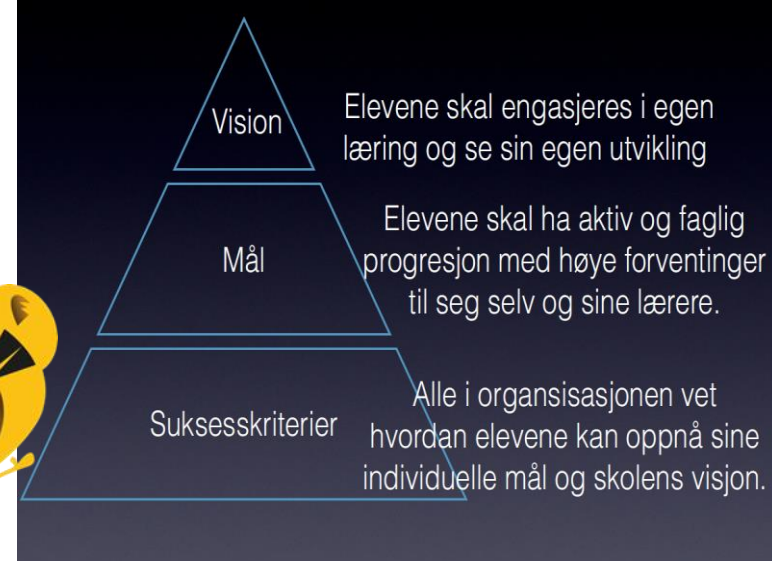 Vision
Elevene skal engasjeres i egen
læring og se sin egen utvikling
Mål
Elevene skal ha aktiv og faglig
progresjon med høye forventinger
til seg selv og sine lærere.
Suksesskriterier
Alle i organsisasjonen vet
hvordan elevene kan oppnå sine
individuelle mål og skolens visjon.